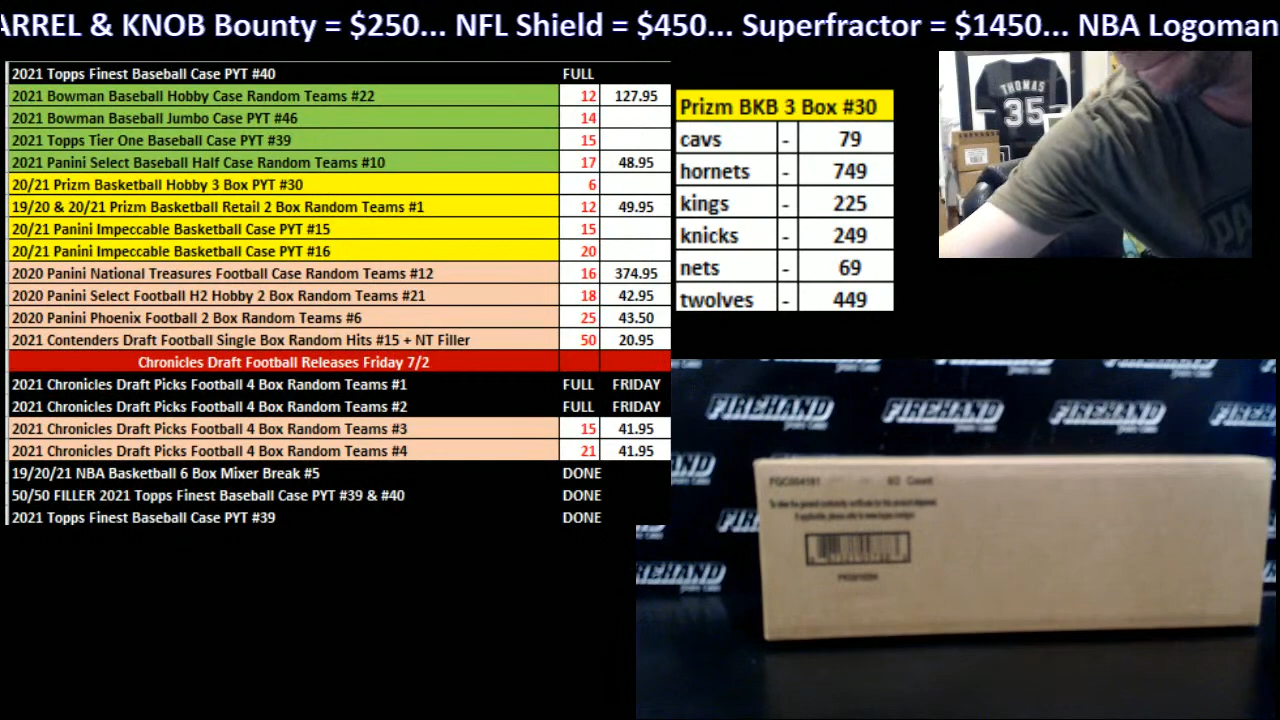 ARREL & KNOB Bounty = $250... NFL Shield = $450... Superfractor = $1450... NBA Logoman
2021 Topps Finest Baseball Case PYT #40 FULL
2021 Bowman Baseball Hobby Case Random Teams #22 12 127.95
2021 Bowman Baseball Jumbo Case PYT #46 14
2021 Topps Tier One Baseball Case PYT #39 15
2021 Panini Select Baseball Half Case Random Teams #10 17 48.95
20/21 Prizm Basketball Hobby 3 Box PYT #30 6
19/20 & 20/21 Prizm Basketball Retail 2 Box Random Teams #1 12 49.95
20/21 Panini Impeccable Basketball Case PYT #15 15
20/21 Panini Impeccable Basketball Case PYT #16 20
2020 Panini National Treasures Football Case Random Teams #12 16 374.95
2020 Panini Select Football H2 Hobby 2 Box Random Teams #21 18 42.95
2020 Panini Phoenix Football 2 Box Random Teams #6 25 43.50
2021 Contenders Draft Football Single Box Random Hits #15 + NT Filler 50 20.95
Chronicles Draft Football Releases Friday 7/2
2021 Chronicles Draft Picks Football 4 Box Random Teams #1 FULL FRIDAY
2021 Chronicles Draft Picks Football 4 Box Random Teams #2 FULL FRIDAY
2021 Chronicles Draft Picks Football 4 Box Random Teams #3 15 41.95
2021 Chronicles Draft Picks Football 4 Box Random Teams #4 21 41.95
19/20/21 NBA Basketball 6 Box Mixer Break #5 DONE
50/50 FILLER 2021 Topps Finest Baseball Case PYT #39 & #40 DONE
2021 Topps Finest Baseball Case PYT #39 DONE
Prizm BKB 3 Box #30
cavs - 79
hornets - 749
kings - 225
knicks - 249
nets - 69
twolves - 449
THOMAS
35
FIREHAND
FIREHAND
FIREHAND
FIREHAND
Count